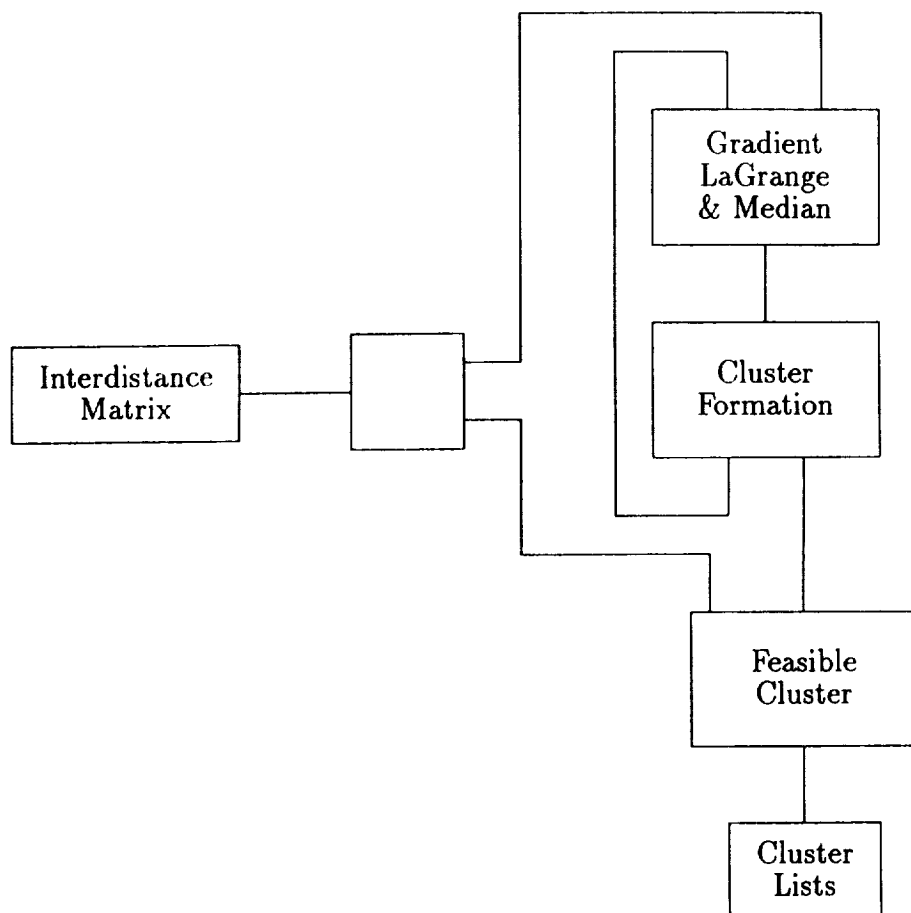 Gradient
LaGrange
& Median
Interdistance
Matrix
Cluster
Formation
Feasible
Cluster
Cluster
Lists